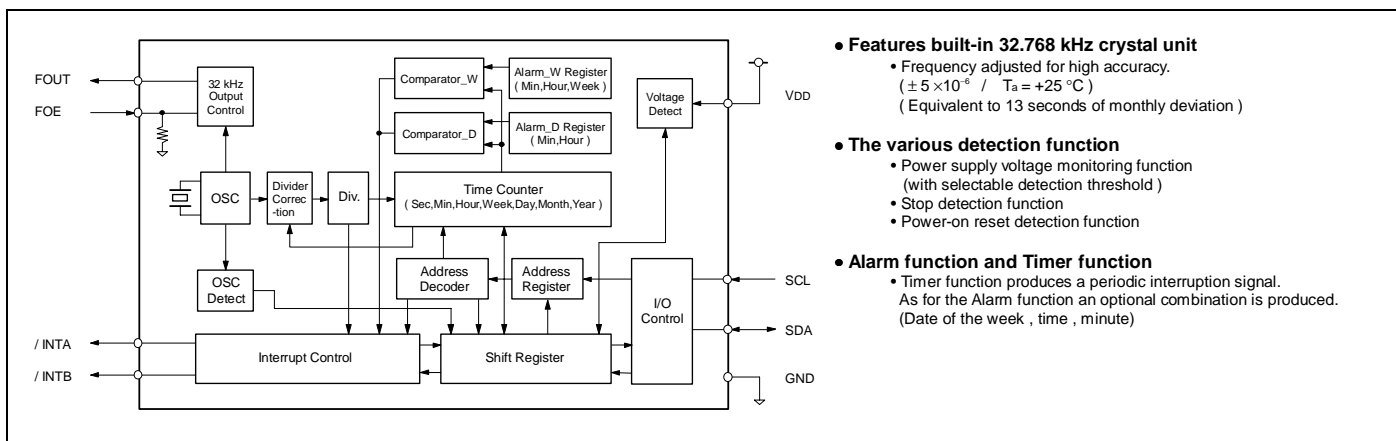 FOUT
FOE
32 kHz
Output
Control
Comparator_W
Alarm_W Register
( Min,Hour,Week )
Comparator_D
Alarm_D Register
( Min,Hour )
Voltage
Detect
VDD
OSC
Divider
Correc
-tion
Div.
Time Counter
( Sec,Min,Hour,Week,Day,Month,Year )
OSC
Detect
Address
Decoder
Address
Register
I/O
Control
SCL
SDA
/ INTA
/ INTB
Interrupt Control
Shift Register
GND
• Features built-in 32.768 kHz crystal unit
• Frequency adjusted for high accuracy.
( ± 5 ×10⁻⁶ / Ta = +25 °C )
( Equivalent to 13 seconds of monthly deviation )
• The various detection function
• Power supply voltage monitoring function
(with selectable detection threshold )
• Stop detection function
• Power-on reset detection function
• Alarm function and Timer function
• Timer function produces a periodic interruption signal.
As for the Alarm function an optional combination is produced.
(Date of the week , time , minute)